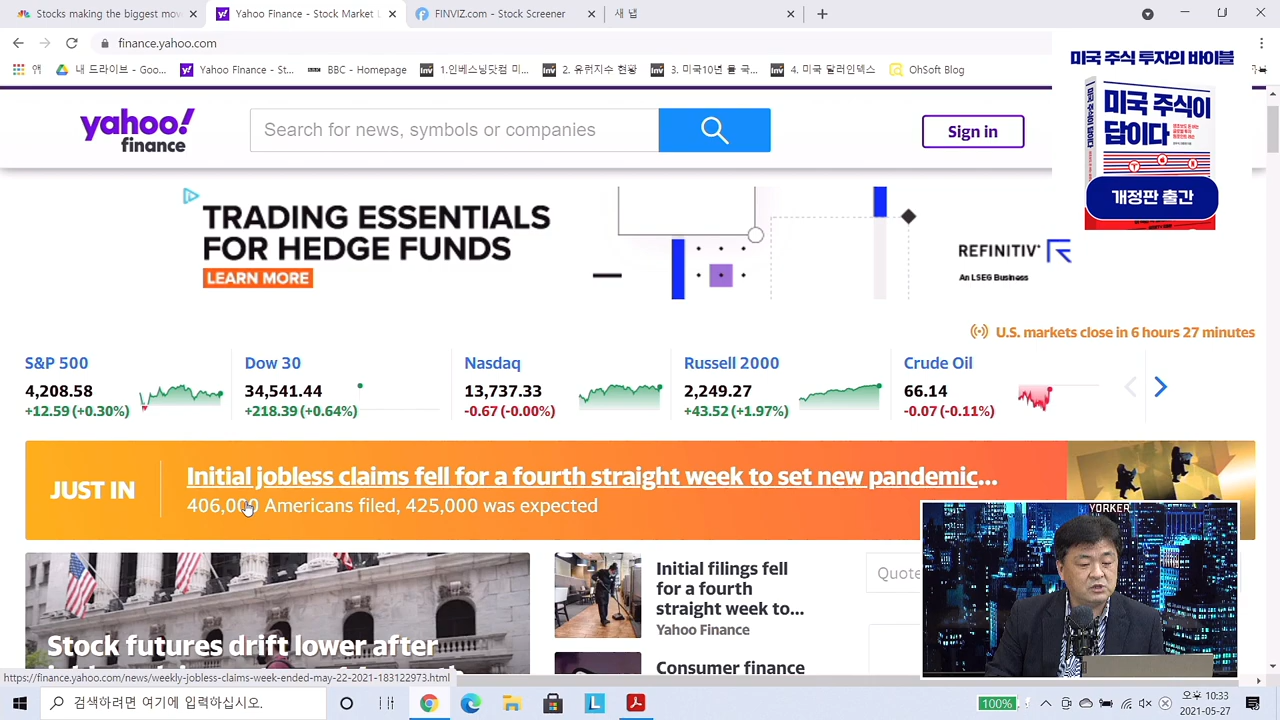 Stocks making the biggest mov
Yahoo Finance - Stock Market L
FINVIZ.com - Stock Screener
새 탭
finance.yahoo.com
앱
내 드라이브 - Goo...
Yahoo Finance - St...
BBC - Homepage
1.인베스팅닷컴 미...
2. 유러지수 현황
3. 미국10년 물 국...
4. 미국 달러인덱스
OhSoft Blog
미국 주식 투자의 바이블
미국 주식이
답이다
개정판 출간
yahoo!
finance
Search for news, symbols or companies
Sign in
TRADING ESSENTIALS
FOR HEDGE FUNDS
LEARN MORE
REFINITIV
An LSEG Business
U.S. markets close in 6 hours 27 minutes
S&P 500
4,208.58
+12.59 (+0.30%)
Dow 30
34,541.44
+218.39 (+0.64%)
Nasdaq
13,737.33
-0.67 (-0.00%)
Russell 2000
2,249.27
+43.52 (+1.97%)
Crude Oil
66.14
-0.07 (-0.11%)
JUST IN
Initial jobless claims fell for a fourth straight week to set new pandemic...
406,000 Americans filed, 425,000 was expected
Stock futures drift lower after
Initial filings fell
for a fourth
straight week to...
Yahoo Finance
Consumer finance
Quote
YORKER
https://finance.yahoo.com/news/weekly-jobless-claims-week-ended-may-22-2021-183122973.html
검색하려면 여기에 입력하십시오.
100%
오후 10:33
2021-05-27